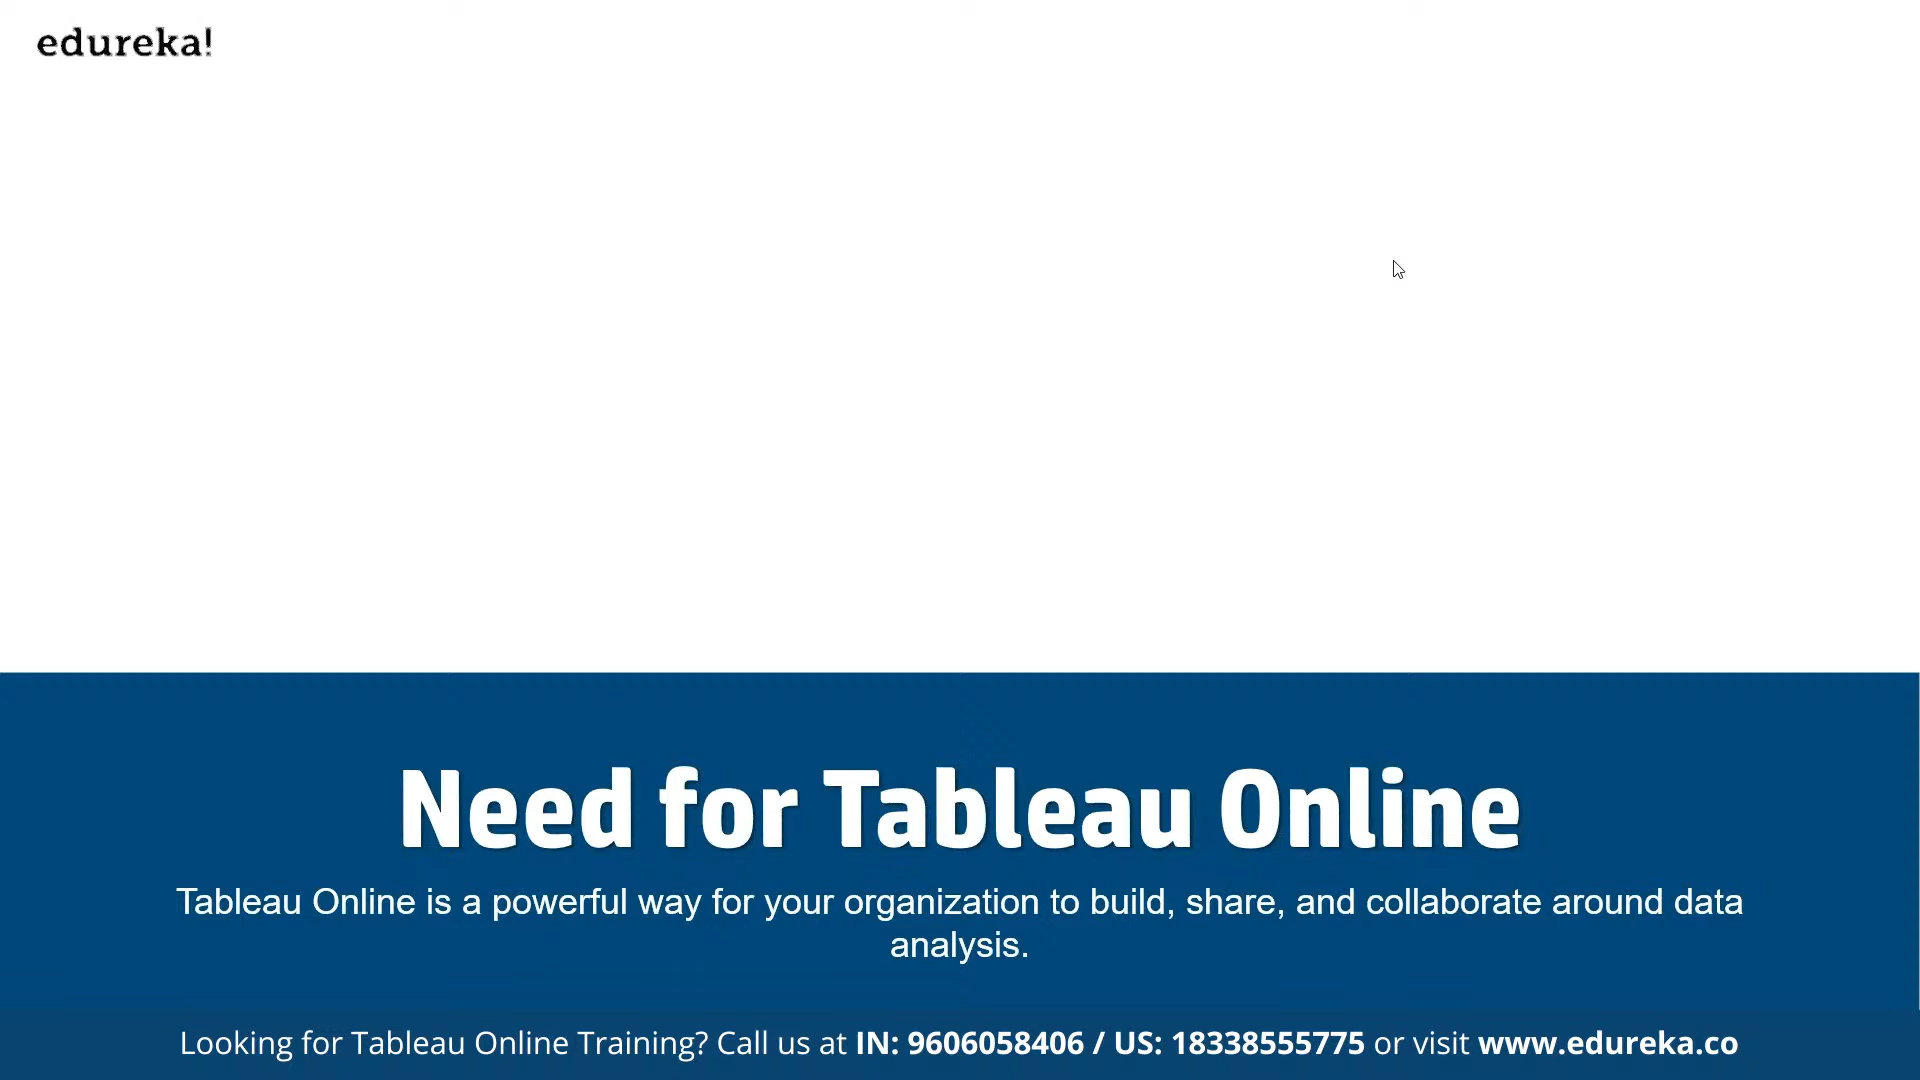 edureka!
Need for Tableau Online
Tableau Online is a powerful way for your organization to build, share, and collaborate around data
analysis.
Looking for Tableau Online Training? Call us at IN: 9606058406 / US: 18338555775 or visit www.edureka.co